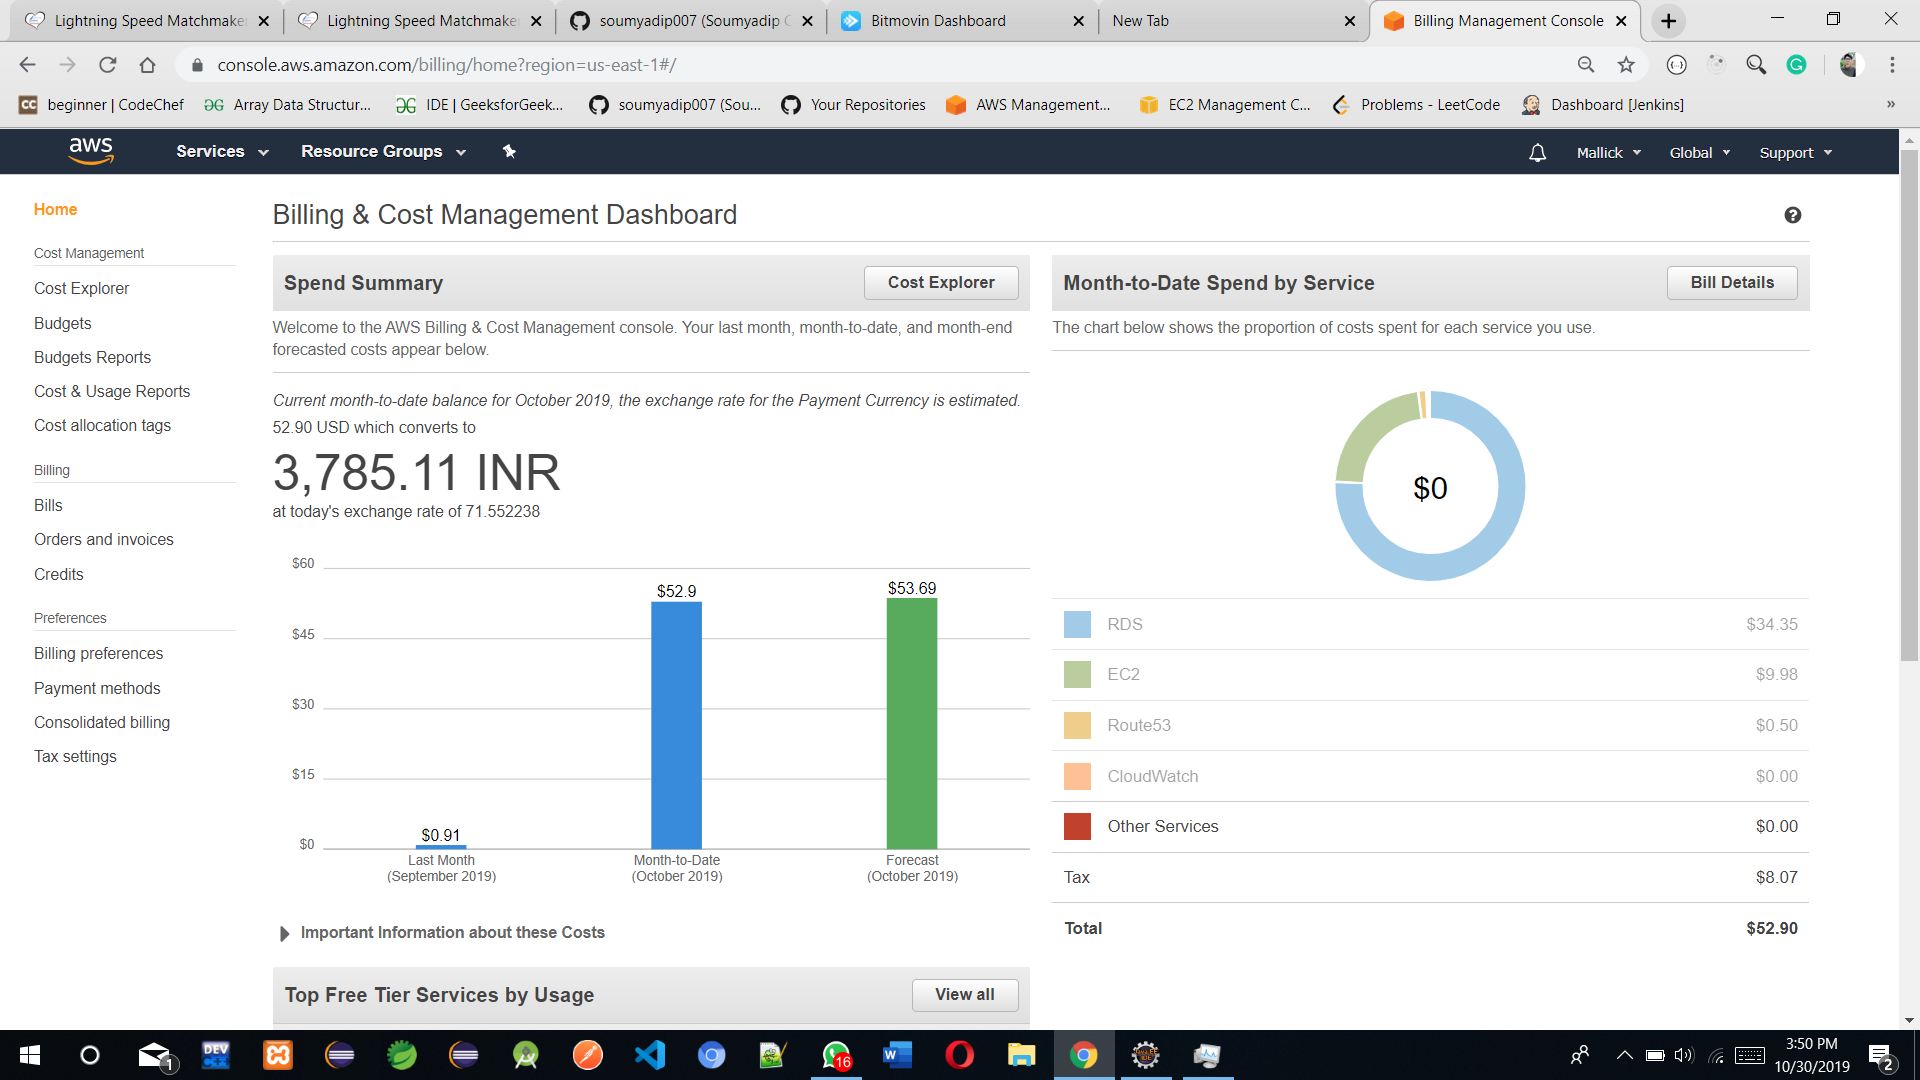 Lightning Speed Matchmake
Lightning Speed Matchmake
soumyadip007 (Soumyadip
Bitmovin Dashboard
New Tab
Billing Management Console
console.aws.amazon.com/billing/home?region=us-east-1#/
CC beginner | CodeChef
Array Data Structur...
IDE | GeeksforGeek...
soumyadip007 (Sou...
Your Repositories
AWS Management...
EC2 Management C...
Problems - LeetCode
Dashboard [Jenkins]
»
aws
Services
Resource Groups
Mallick
Global
Support
Home
Cost Management
Cost Explorer
Budgets
Budgets Reports
Cost & Usage Reports
Cost allocation tags
Billing
Bills
Orders and invoices
Credits
Preferences
Billing preferences
Payment methods
Consolidated billing
Tax settings
Billing & Cost Management Dashboard
Spend Summary
Cost Explorer
Welcome to the AWS Billing & Cost Management console. Your last month, month-to-date, and month-end
forecasted costs appear below.
Current month-to-date balance for October 2019, the exchange rate for the Payment Currency is estimated.
52.90 USD which converts to
3,785.11 INR
at today's exchange rate of 71.552238
$60
$45
$30
$15
$0
$0.91
$52.9
$53.69
Last Month
(September 2019)
Month-to-Date
(October 2019)
Forecast
(October 2019)
Important Information about these Costs
Top Free Tier Services by Usage
View all
Month-to-Date Spend by Service
Bill Details
The chart below shows the proportion of costs spent for each service you use.
$0
RDS $34.35
EC2 $9.98
Route53 $0.50
CloudWatch $0.00
Other Services $0.00
Tax $8.07
Total $52.90
1
DEV
C++
16
3:50 PM
10/30/2019
2